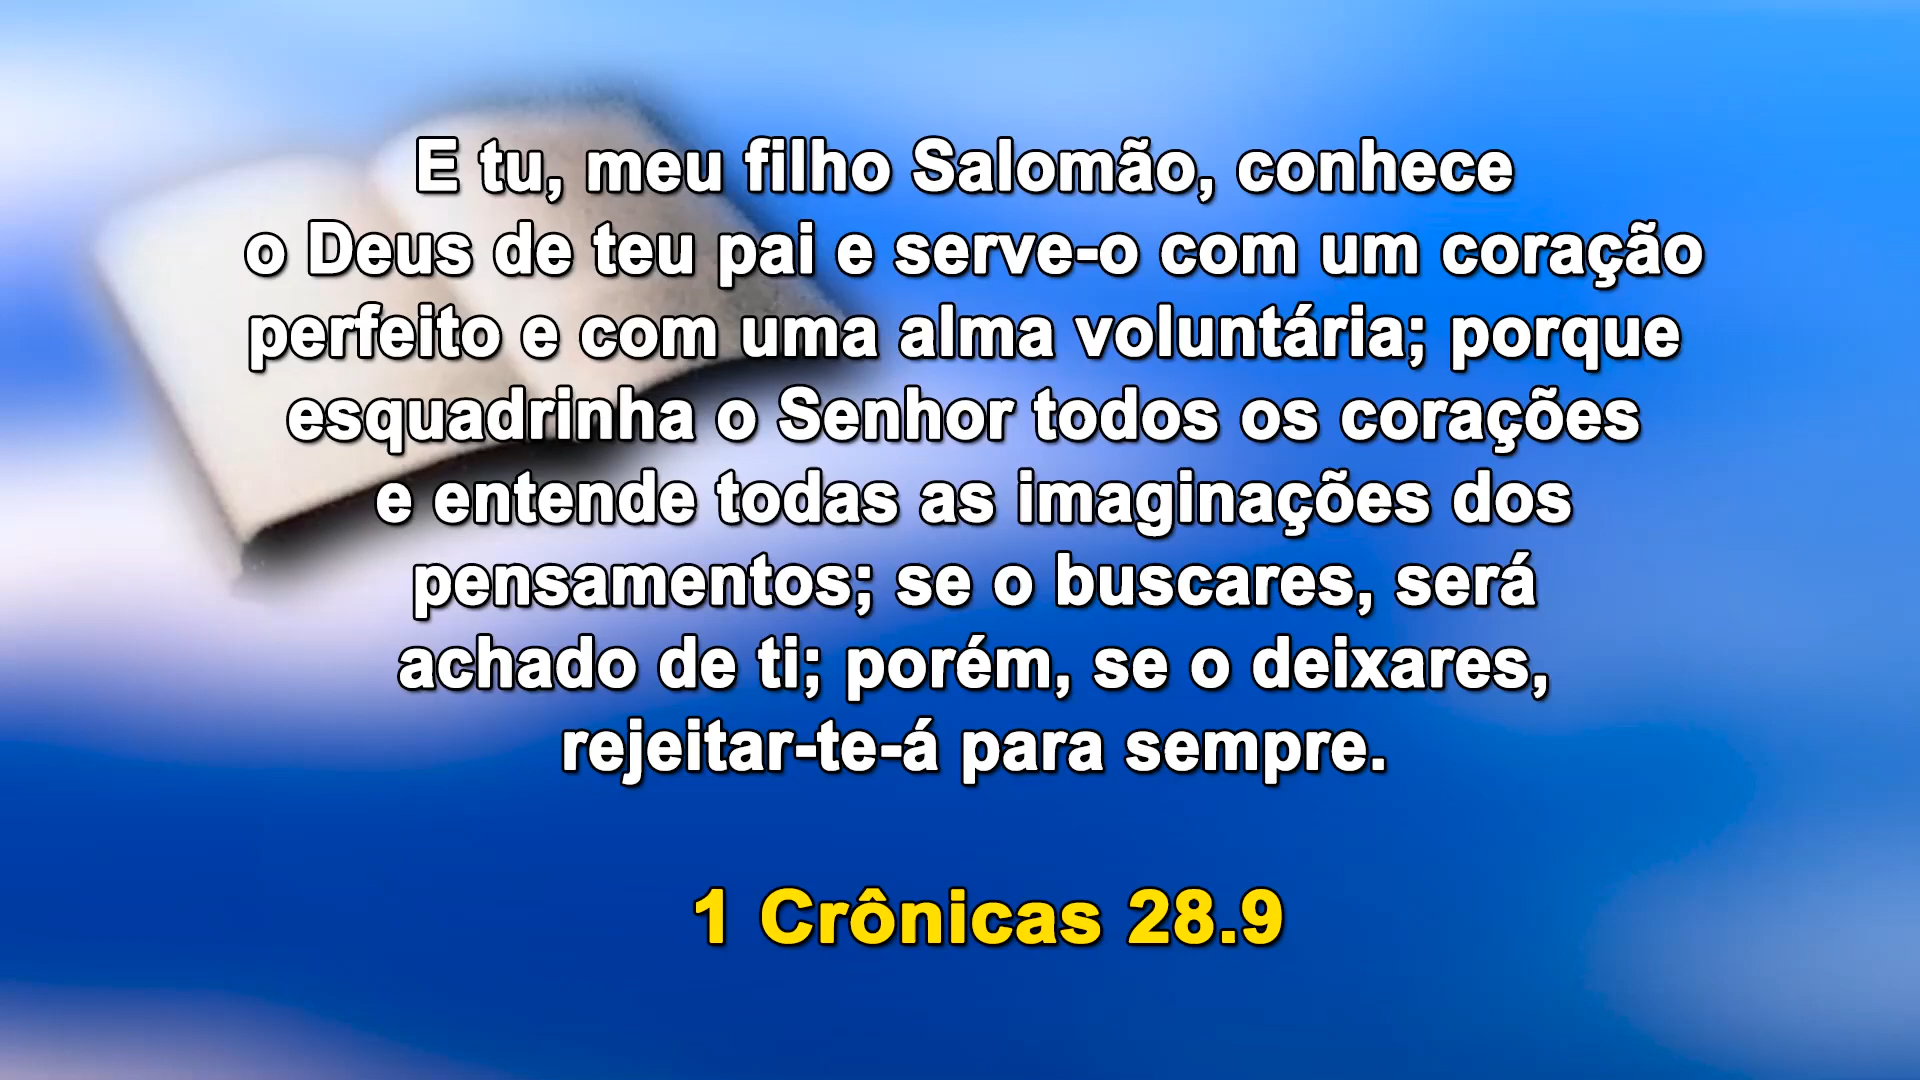 E tu, meu filho Salomão, conhece
o Deus de teu pai e serve-o com um coração
perfeito e com uma alma voluntária; porque
esquadrinha o Senhor todos os corações
e entende todas as imaginações dos
pensamentos; se o buscares, será
achado de ti; porém, se o deixares,
rejeitar-te-á para sempre.
1 Crônicas 28.9